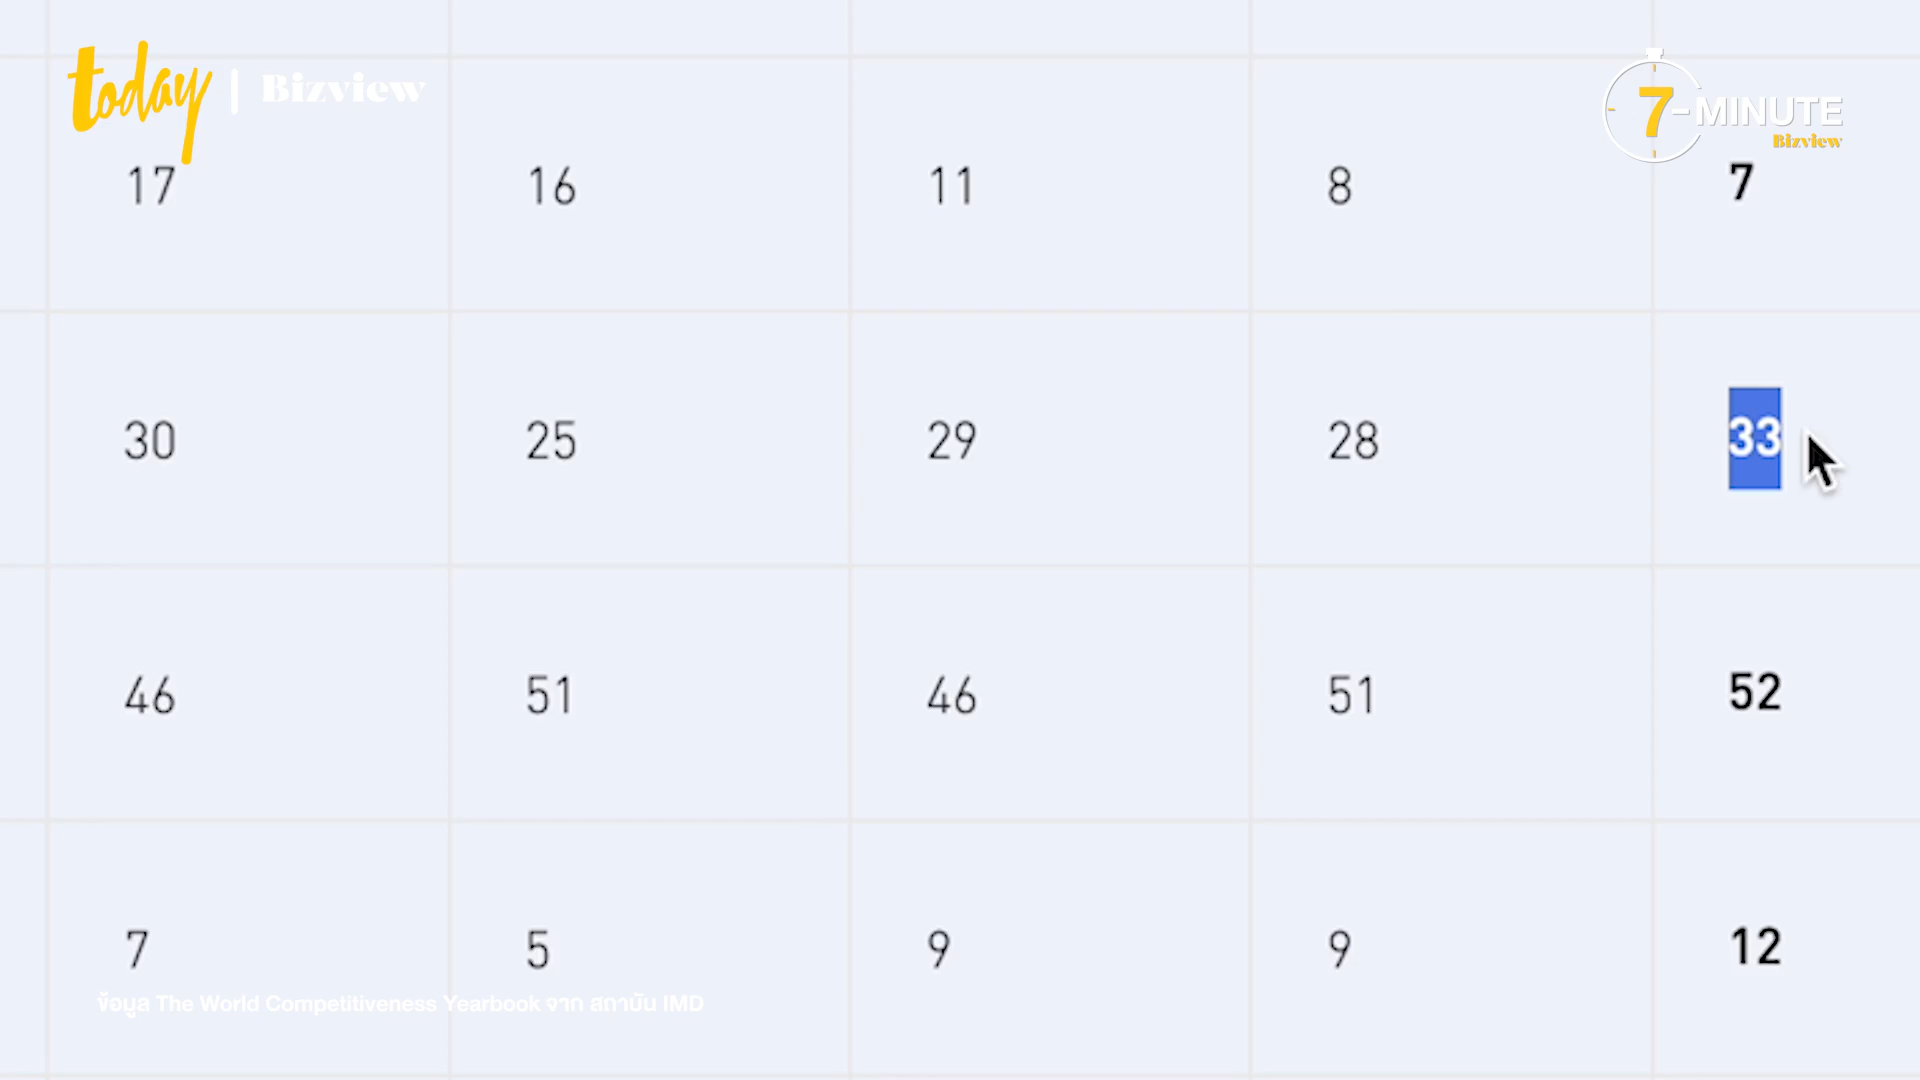 today | Bizview
7-MINUTE
Bizview
17 16 11 8 7
30 25 29 28 33
46 51 46 51 52
7 5 9 9 12
ข้อมูล The World Competitiveness Yearbook จาก สถาบัน IMD